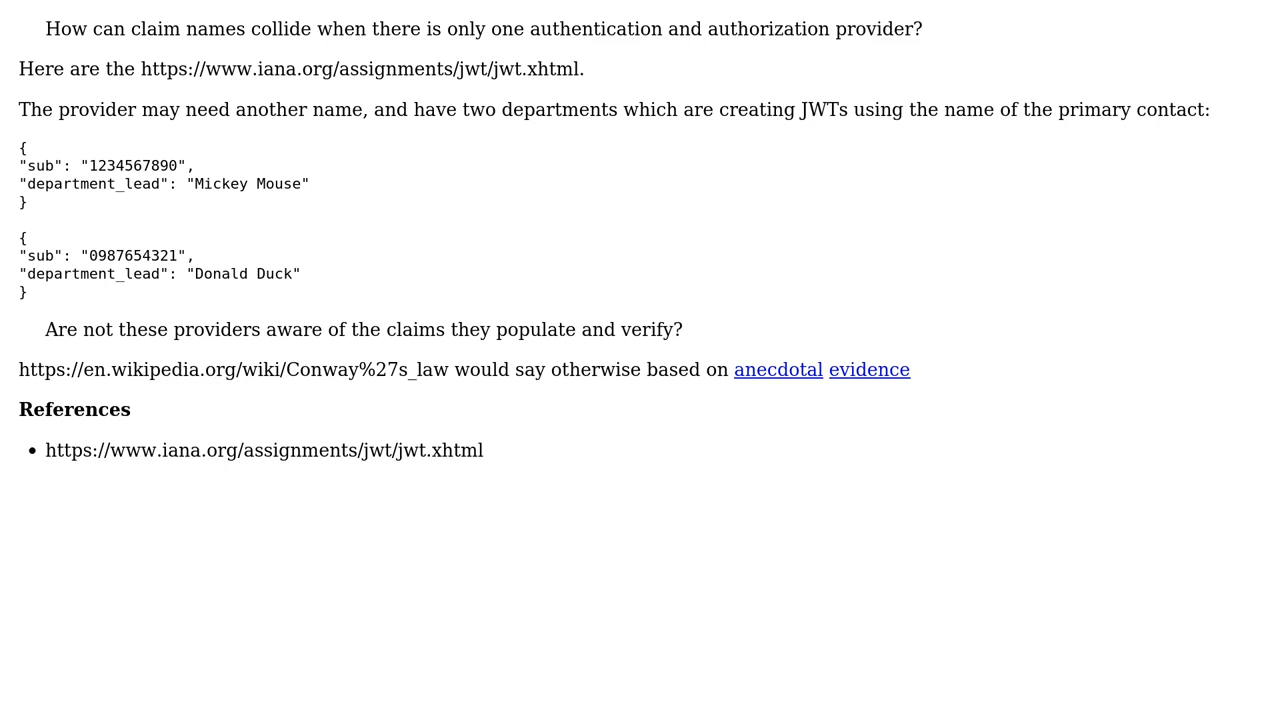 How can claim names collide when there is only one authentication and authorization provider?
Here are the https://www.iana.org/assignments/jwt/jwt.xhtml.
The provider may need another name, and have two departments which are creating JWTs using the name of the primary contact:
{
"sub": "1234567890",
"department_lead": "Mickey Mouse"
}
{
"sub": "0987654321",
"department_lead": "Donald Duck"
}
Are not these providers aware of the claims they populate and verify?
https://en.wikipedia.org/wiki/Conway%27s_law would say otherwise based on anecdotal evidence
References
• https://www.iana.org/assignments/jwt/jwt.xhtml